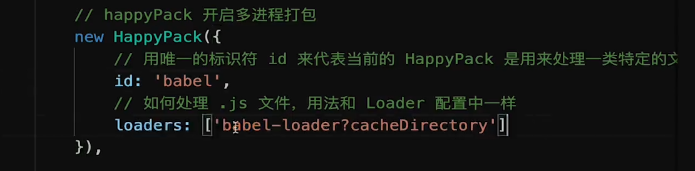 // happyPack 开启多进程打包
new HappyPack({
// 用唯一的标识符 id 来代表当前的 HappyPack 是用来处理一类特定的文
id: 'babel',
// 如何处理 .js 文件，用法和 Loader 配置中一样
loaders: ['babel-loader?cacheDirectory']
}),